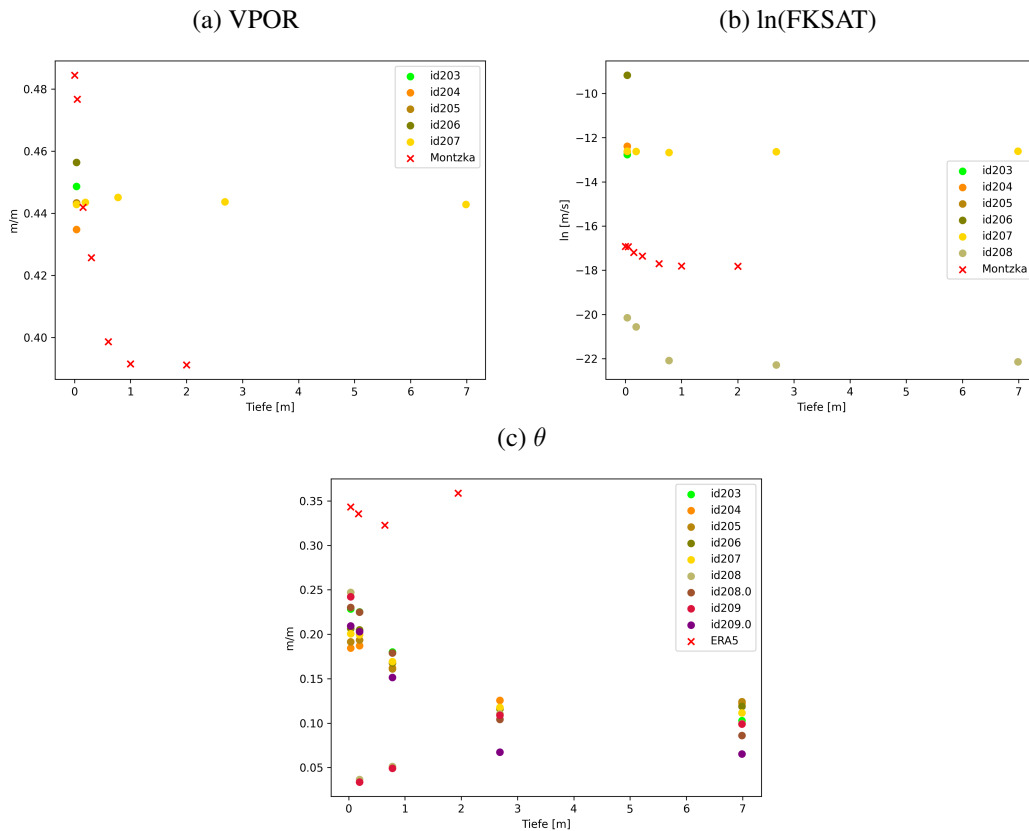 (a) VPOR
(b) ln(FKSAT)
0.48
0.46
0.44
0.42
0.40
m/m
0 1 2 3 4 5 6 7
Tiefe [m]
id203
id204
id205
id206
id207
Montzka
−10
−12
−14
−16
−18
−20
−22
ln [m/s]
0 1 2 3 4 5 6 7
Tiefe [m]
id203
id204
id205
id206
id207
id208
Montzka
(c) θ
0.35
0.30
0.25
0.20
0.15
0.10
0.05
m/m
0 1 2 3 4 5 6 7
Tiefe [m]
id203
id204
id205
id206
id207
id208
id208.0
id209
id209.0
ERA5